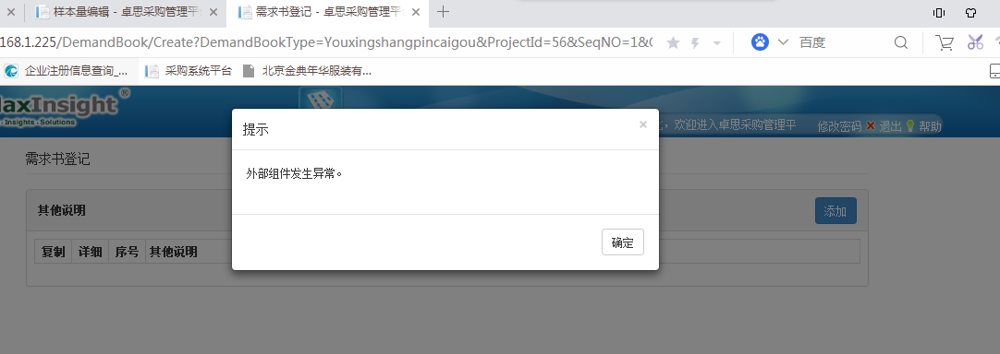 样本量编辑 - 卓思采购管理平
需求书登记 - 卓思采购管理平
168.1.225/DemandBook/Create?DemandBookType=Youxingshangpincaigou&ProjectId=56&SeqNO=1&
百度
企业注册信息查询_...
采购系统平台
北京金典年华服装有...
axInsight®
Insights - Solutions
，欢迎进入卓思采购管理平
修改密码 退出 帮助
需求书登记
提示
×
外部组件发生异常。
确定
其他说明
添加
复制 详细 序号 其他说明